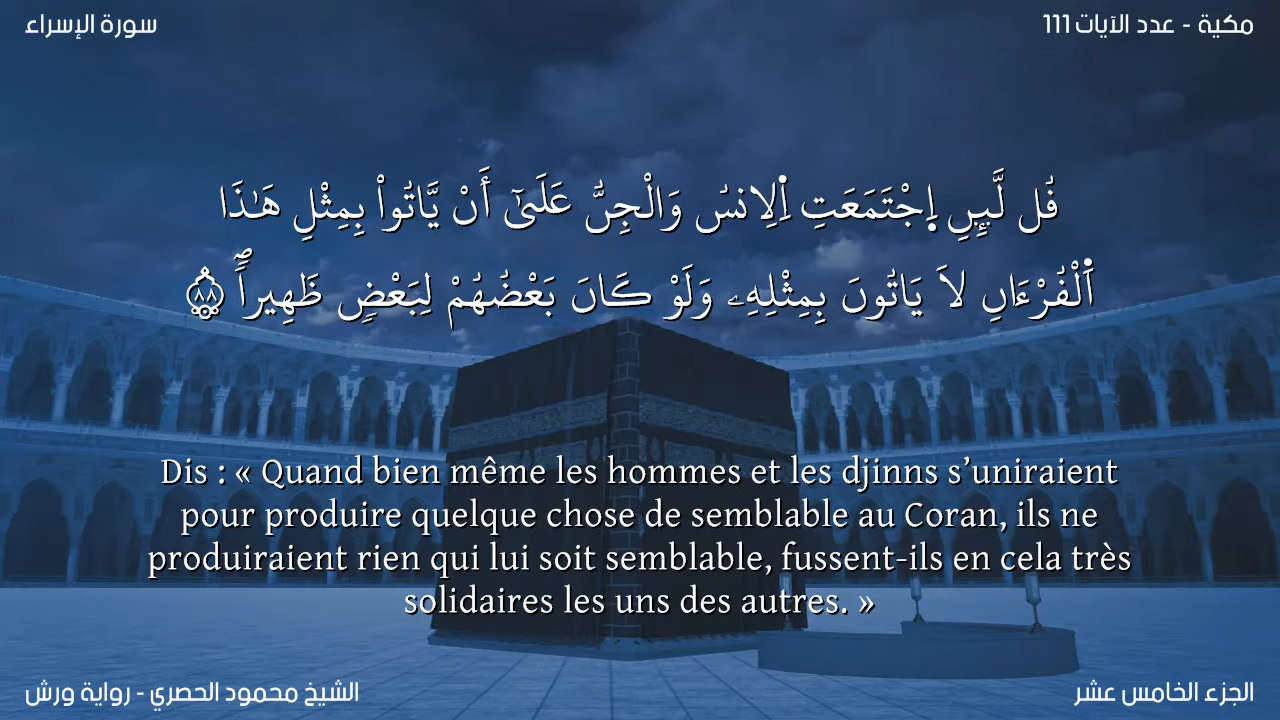 سورة الإسراء
مكية - عدد الآيات 111
قُل لَّئِنِ اِجْتَمَعَتِ اِ۬لِانسُ وَالْجِنُّ عَلَىٰٓ أَنْ يَّاتُواْ بِمِثْلِ هَٰذَا
اَ۬لْقُرْءَانِ لَا يَاتُونَ بِمِثْلِهِۦ وَلَوْ كَانَ بَعْضُهُمْ لِبَعْضٖ ظَهِيراٗۖ ٨٨
Dis : « Quand bien même les hommes et les djinns s’uniraient
pour produire quelque chose de semblable au Coran, ils ne
produiraient rien qui lui soit semblable, fussent-ils en cela très
solidaires les uns des autres. »
الشيخ محمود الحصري - رواية ورش
الجزء الخامس عشر